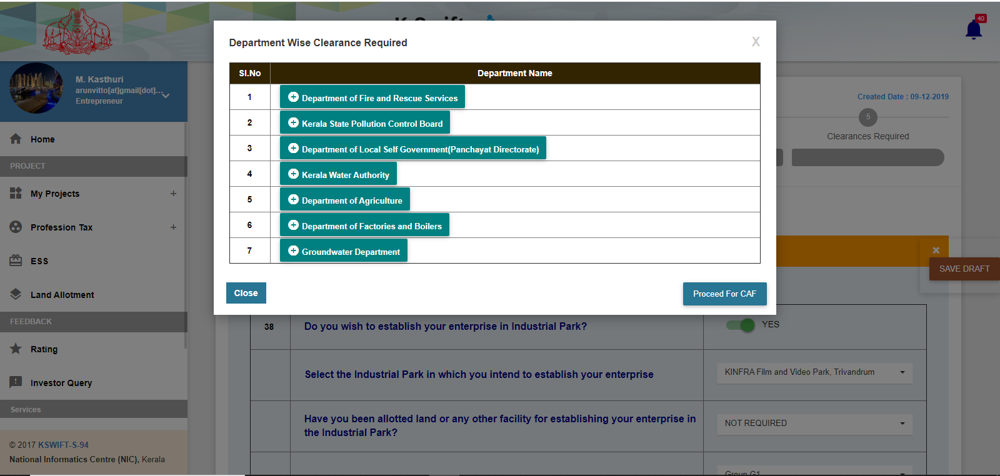 K-Swift
40
M. Kasthuri
arunvitto[at]gmail[dot]...
Entrepreneur
Home
PROJECT
My Projects +
Profession Tax +
ESS
Land Allotment
FEEDBACK
Rating
Investor Query
Services
© 2017 KSWIFT-S-94
National Informatics Centre (NIC), Kerala
Department Wise Clearance Required X
Sl.No Department Name
1 Department of Fire and Rescue Services
2 Kerala State Pollution Control Board
3 Department of Local Self Government(Panchayat Directorate)
4 Kerala Water Authority
5 Department of Agriculture
6 Department of Factories and Boilers
7 Groundwater Department
Close Proceed For CAF
Created Date : 09-12-2019
5
Clearances Required
×
SAVE DRAFT
38 Do you wish to establish your enterprise in Industrial Park? YES
Select the Industrial Park in which you intend to establish your enterprise KINFRA Film and Video Park, Trivandrum
Have you been allotted land or any other facility for establishing your enterprise in
the Industrial Park? NOT REQUIRED
Group G1